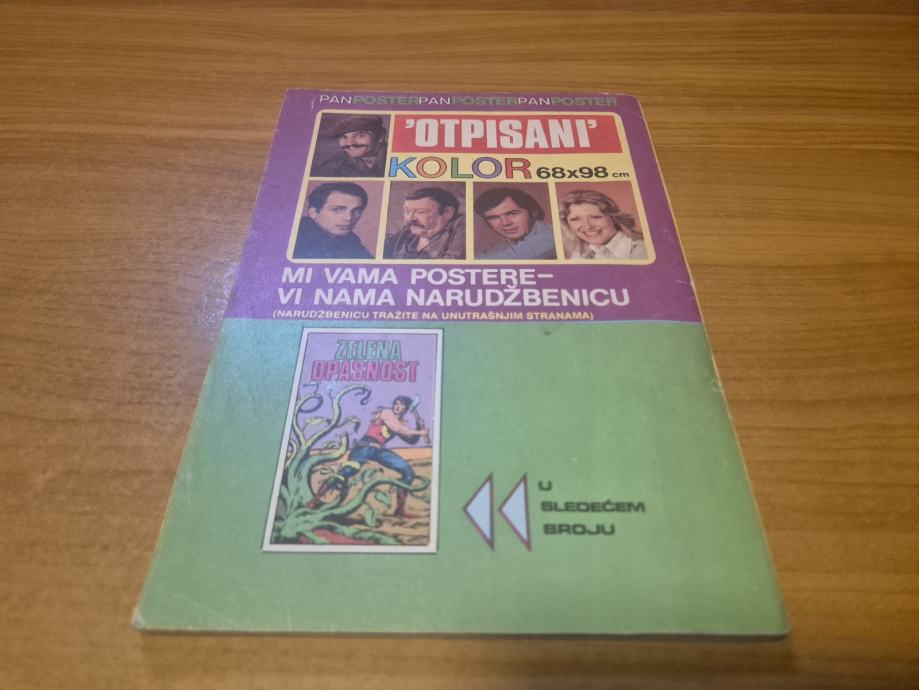 PANPOSTERPANPOSTERPANPOSTER
'OTPISANI'
KOLOR 68x98 cm
MI VAMA POSTERE–
VI NAMA NARUDŽBENICU
(NARUDŽBENICU TRAŽITE NA UNUTRAŠNJIM STRANAMA)
ZELENA
OPASNOST
U
SLEDEĆEM
BROJU